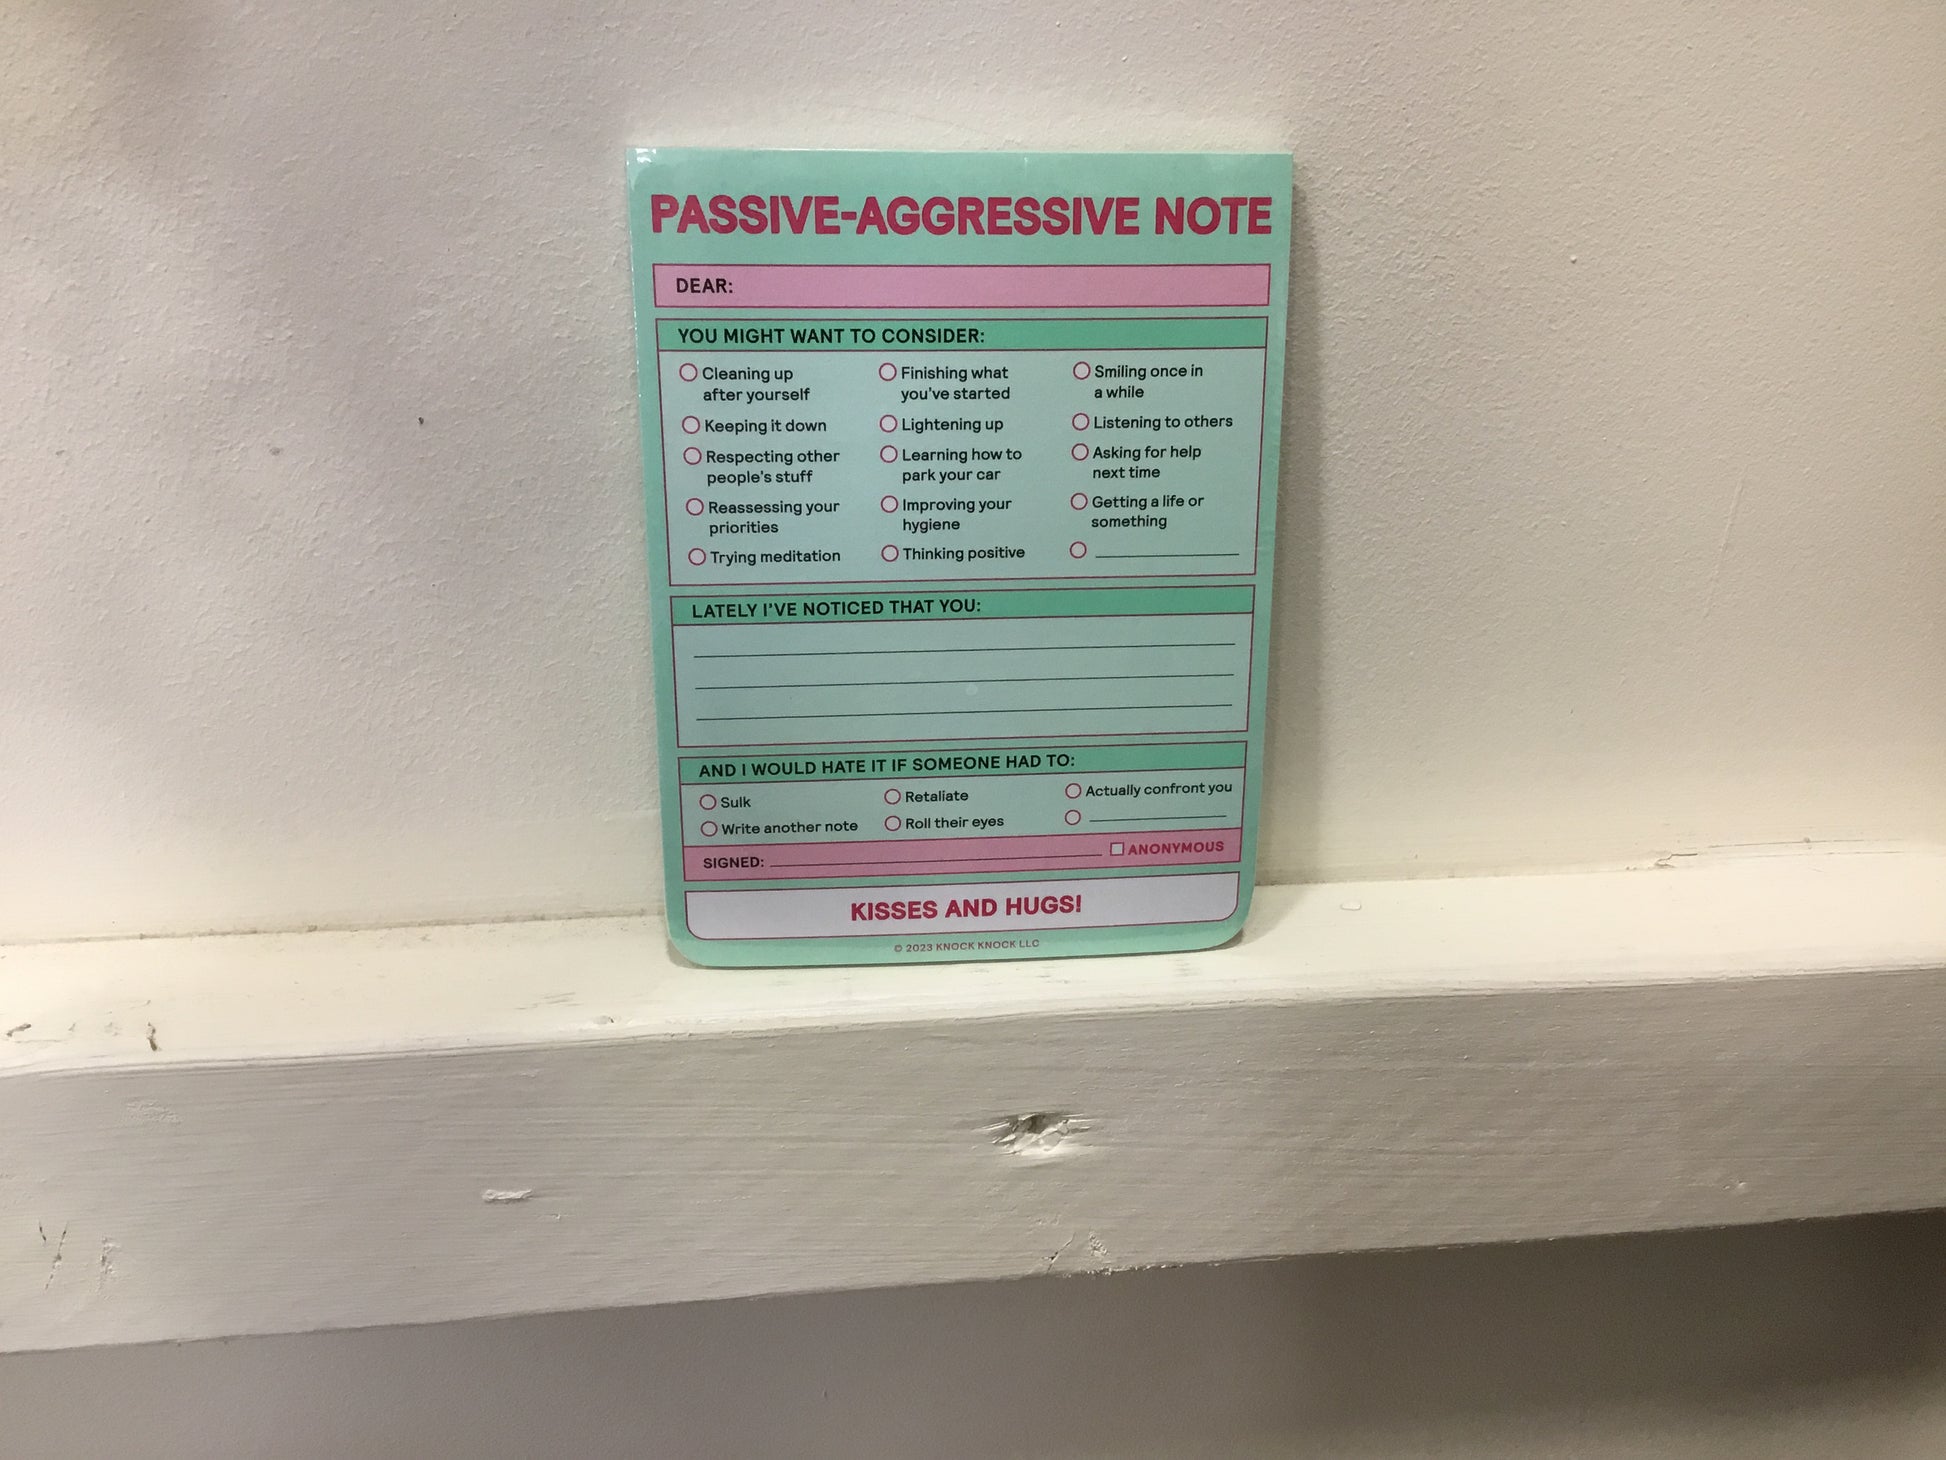 PASSIVE-AGGRESSIVE NOTE
DEAR:
YOU MIGHT WANT TO CONSIDER:
Cleaning up
after yourself
Keeping it down
Respecting other
people's stuff
Reassessing your
priorities
Trying meditation
Finishing what
you've started
Lightening up
Learning how to
park your car
Improving your
hygiene
Thinking positive
Smiling once in
a while
Listening to others
Asking for help
next time
Getting a life or
something
LATELY I'VE NOTICED THAT YOU:
AND I WOULD HATE IT IF SOMEONE HAD TO:
Sulk
Write another note
Retaliate
Roll their eyes
Actually confront you
SIGNED:
ANONYMOUS
KISSES AND HUGS!
© 2023 KNOCK KNOCK LLC